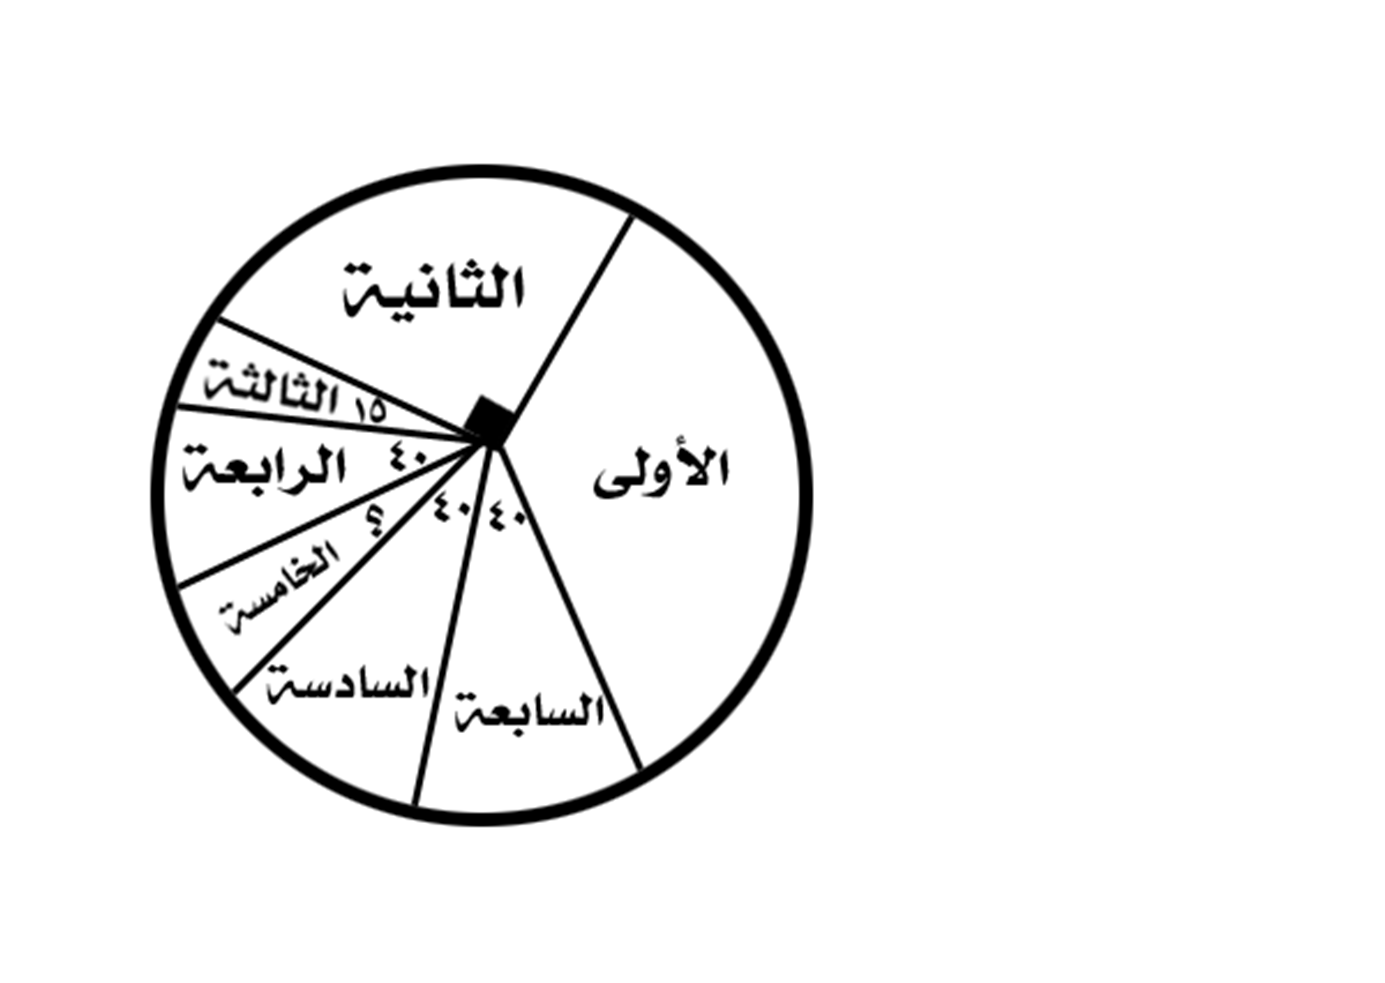 الثانية
الثالثة ١٥
الرابعة ٤٠
الأولى
الخامسة ؟
٤٠ ٤٠
السادسة
السابعة